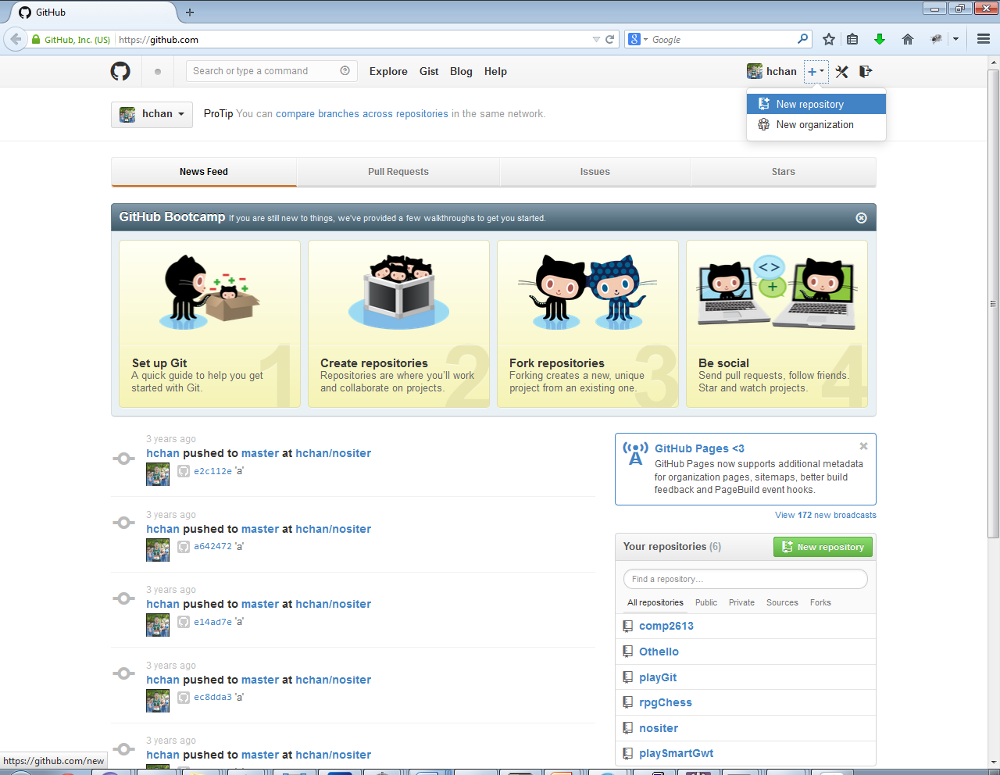 GitHub
GitHub, Inc. (US) https://github.com
Google
Search or type a command
Explore Gist Blog Help
hchan
New repository
New organization
hchan
ProTip You can compare branches across repositories in the same network.
News Feed Pull Requests Issues Stars
GitHub Bootcamp If you are still new to things, we've provided a few walkthroughs to get you started.
1
Set up Git
A quick guide to help you get
started with Git.
2
Create repositories
Repositories are where you'll work
and collaborate on projects.
3
Fork repositories
Forking creates a new, unique
project from an existing one.
4
Be social
Send pull requests, follow friends.
Star and watch projects.
3 years ago
hchan pushed to master at hchan/nositer
e2c112e 'a'
3 years ago
hchan pushed to master at hchan/nositer
a642472 'a'
3 years ago
hchan pushed to master at hchan/nositer
e14ad7e 'a'
3 years ago
hchan pushed to master at hchan/nositer
ec8dda3 'a'
3 years ago
hchan pushed to master at hchan/nositer
GitHub Pages <3
GitHub Pages now supports additional metadata
for organization pages, sitemaps, better build
feedback and PageBuild event hooks.
View 172 new broadcasts
Your repositories (6)
New repository
Find a repository...
All repositories Public Private Sources Forks
comp2613
Othello
playGit
rpgChess
nositer
playSmartGwt
https://github.com/new